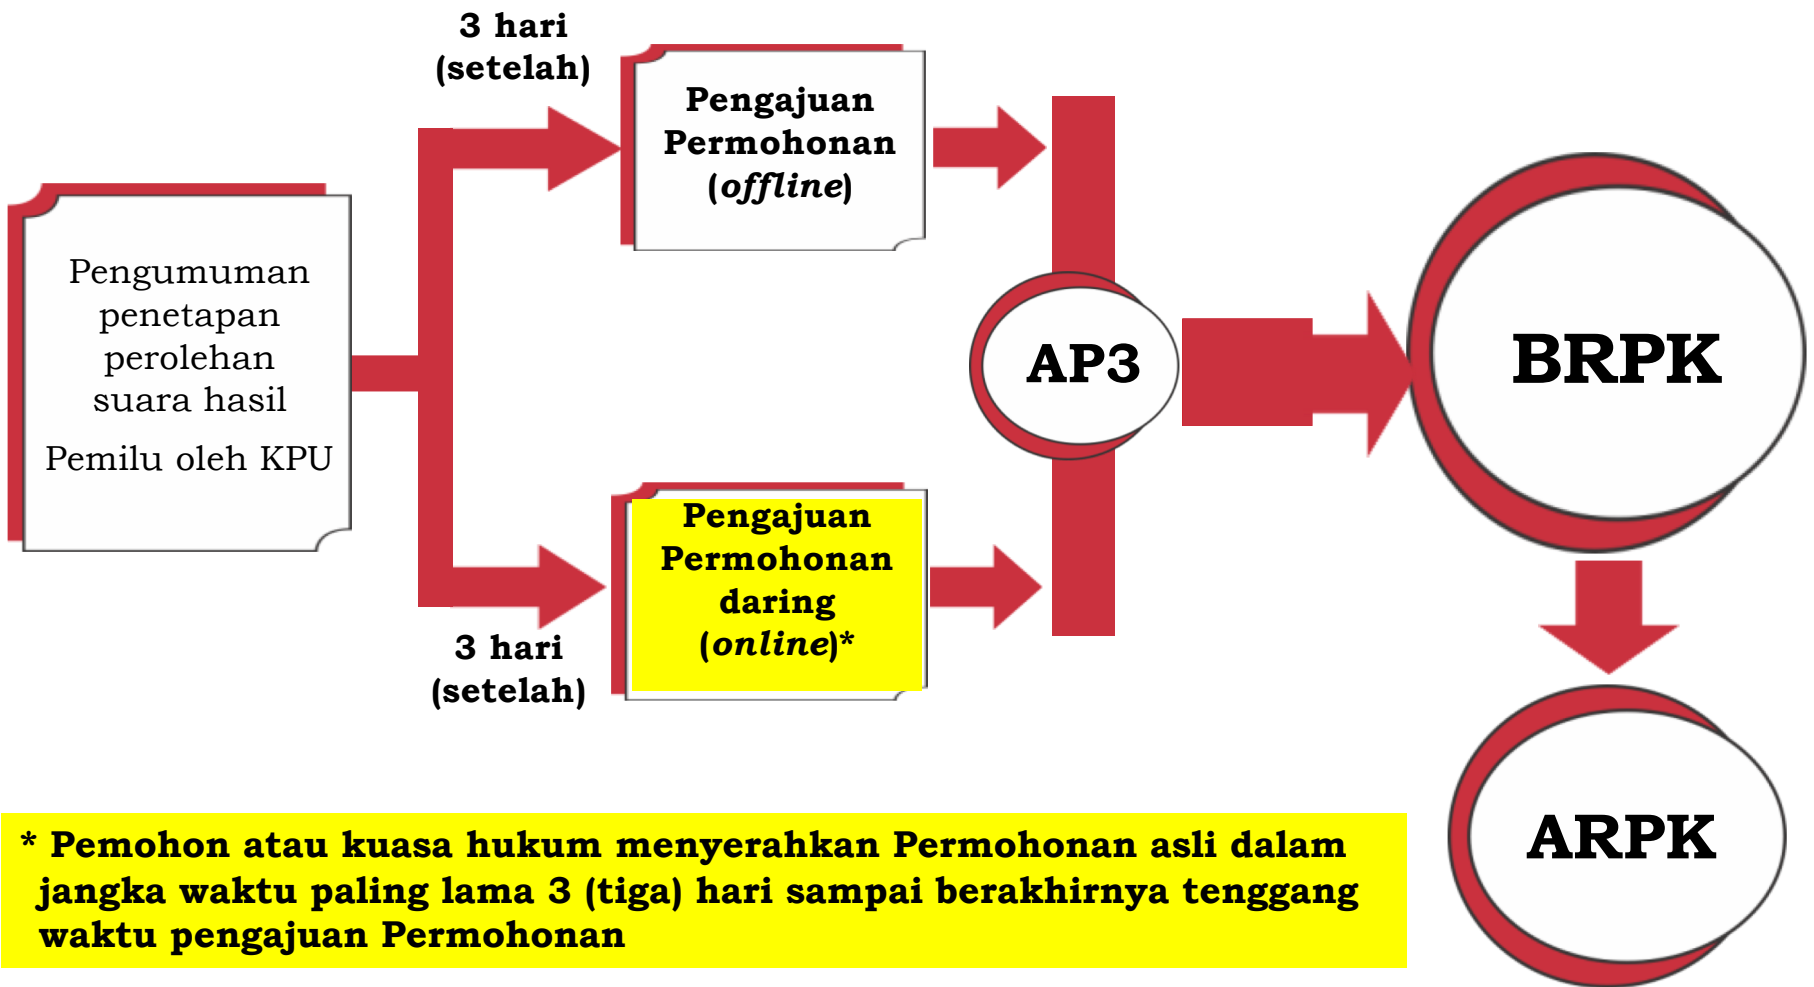 3 hari
(setelah)
Pengajuan
Permohonan
(offline)
Pengumuman
penetapan
perolehan
suara hasil
Pemilu oleh KPU
AP3
BRPK
Pengajuan
Permohonan
daring
(online)*
3 hari
(setelah)
ARPK
* Pemohon atau kuasa hukum menyerahkan Permohonan asli dalam
jangka waktu paling lama 3 (tiga) hari sampai berakhirnya tenggang
waktu pengajuan Permohonan